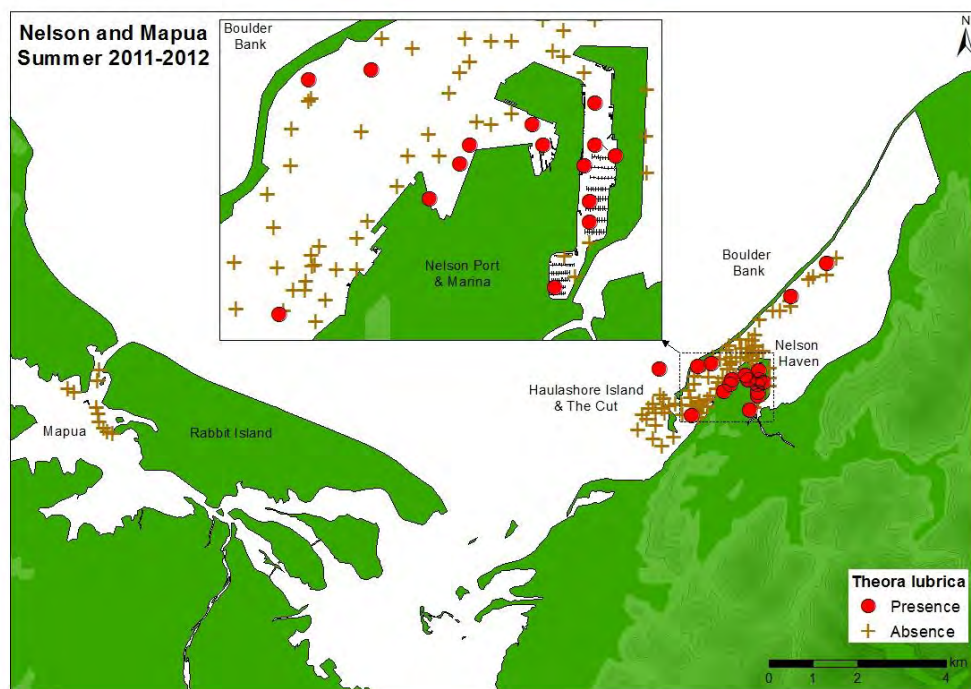 Nelson and Mapua
Summer 2011-2012
Boulder
Bank
Nelson Port
& Marina
N
Boulder
Bank
Nelson
Haven
Haulashore Island
& The Cut
Mapua
Rabbit Island
Theora lubrica
Presence
Absence
km
0 1 2 4